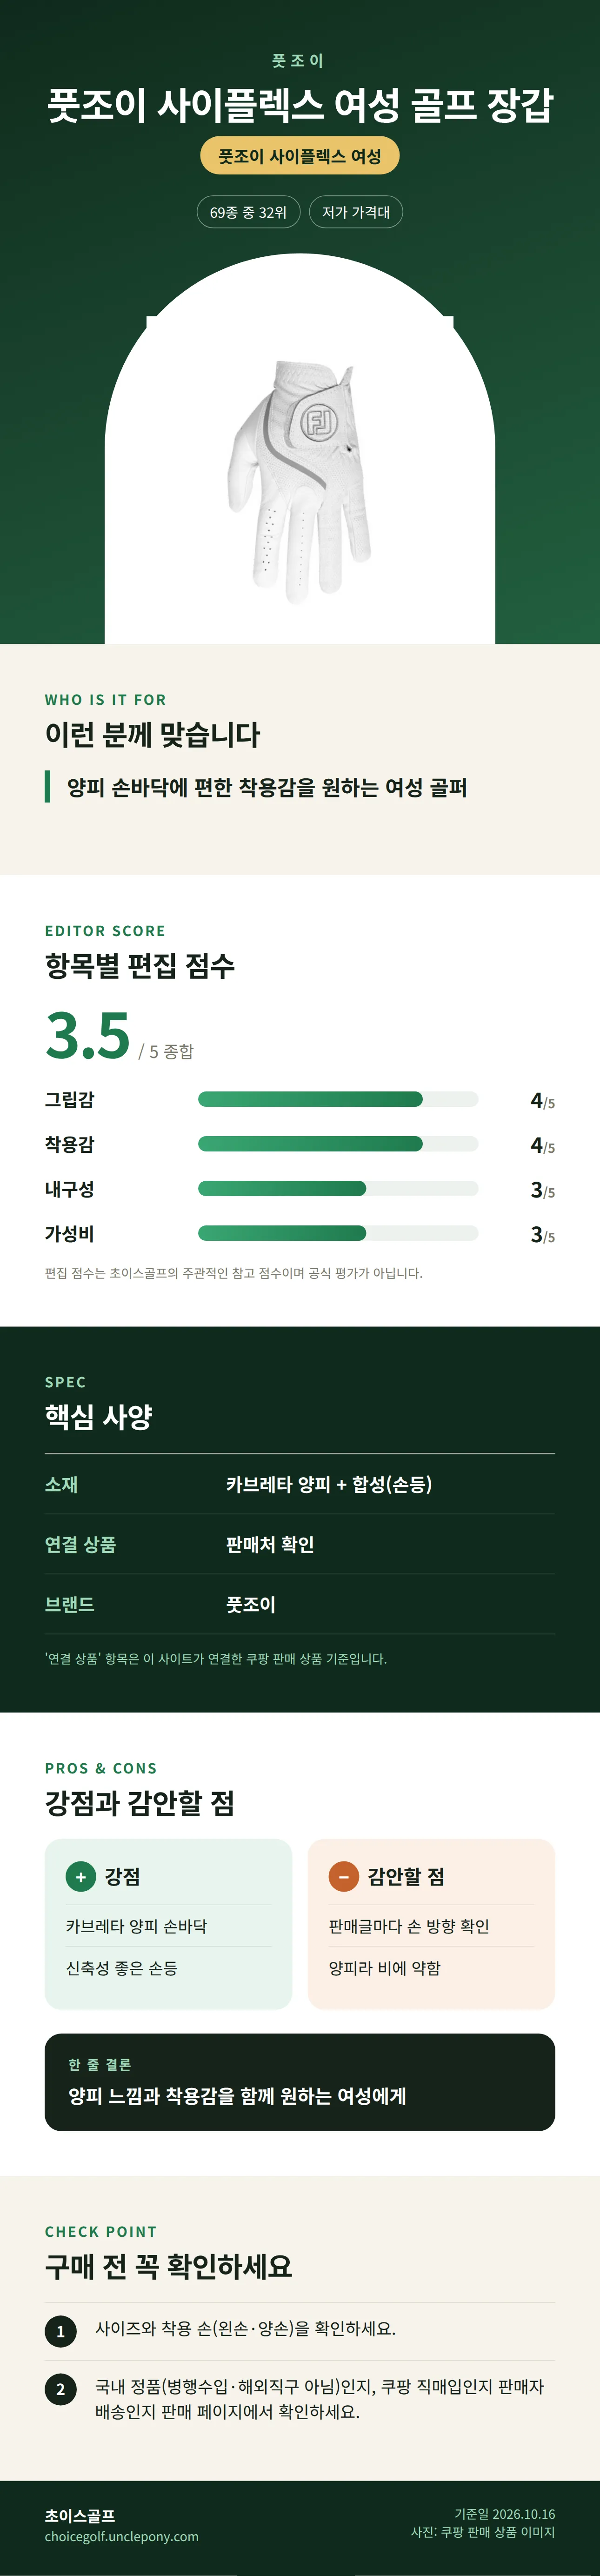 풋조이
풋조이 사이플렉스 여성 골프 장갑
풋조이 사이플렉스 여성
69종 중 32위
저가 가격대
FJ
WHO IS IT FOR
이런 분께 맞습니다
양피 손바닥에 편한 착용감을 원하는 여성 골퍼
EDITOR SCORE
항목별 편집 점수
3.5 / 5 종합
그립감 4/5
착용감 4/5
내구성 3/5
가성비 3/5
편집 점수는 초이스골프의 주관적인 참고 점수이며 공식 평가가 아닙니다.
SPEC
핵심 사양
소재 카브레타 양피 + 합성(손등)
연결 상품 판매처 확인
브랜드 풋조이
'연결 상품' 항목은 이 사이트가 연결한 쿠팡 판매 상품 기준입니다.
PROS & CONS
강점과 감안할 점
+ 강점
카브레타 양피 손바닥
신축성 좋은 손등
− 감안할 점
판매글마다 손 방향 확인
양피라 비에 약함
한 줄 결론
양피 느낌과 착용감을 함께 원하는 여성에게
CHECK POINT
구매 전 꼭 확인하세요
1 사이즈와 착용 손(왼손·양손)을 확인하세요.
2 국내 정품(병행수입·해외직구 아님)인지, 쿠팡 직매입인지 판매자
배송인지 판매 페이지에서 확인하세요.
초이스골프
choicegolf.unclepony.com
기준일 2026.10.16
사진: 쿠팡 판매 상품 이미지